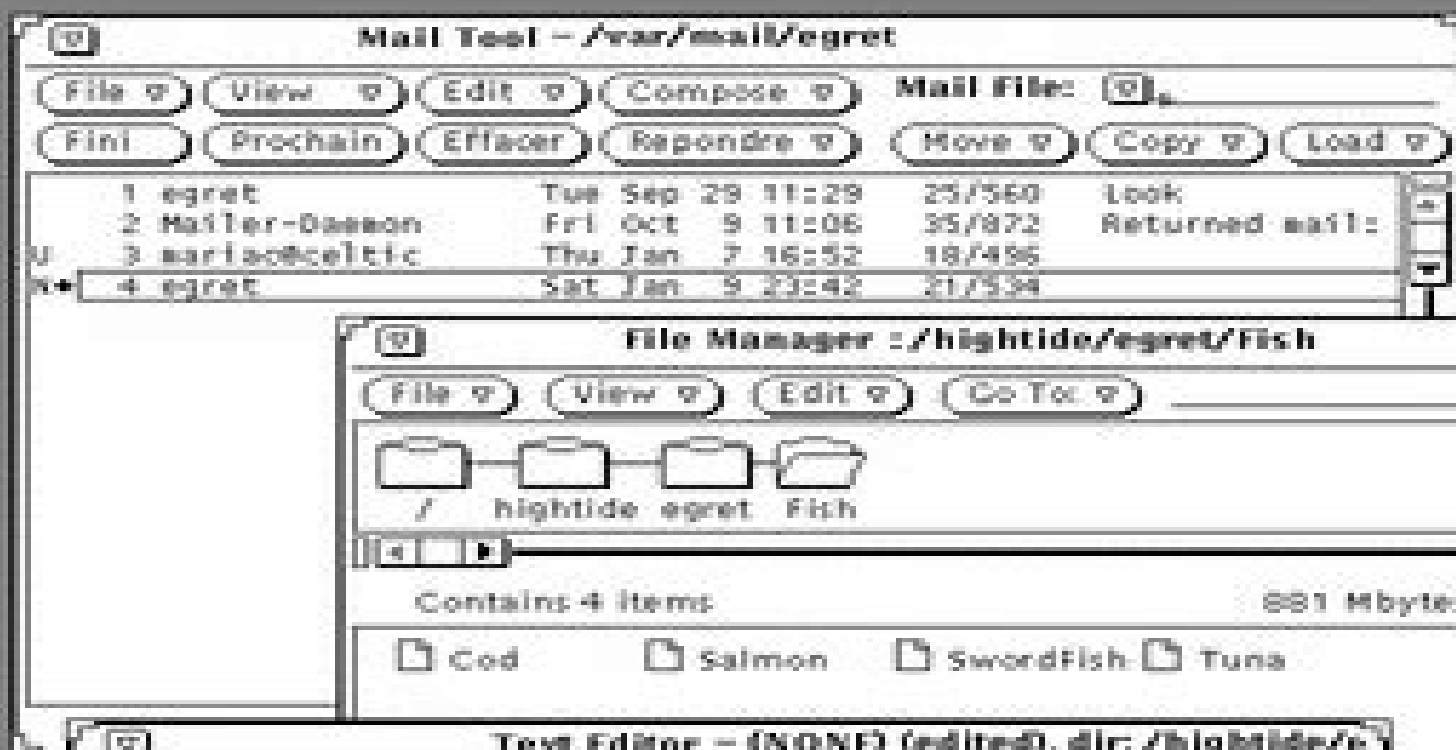 Mail Tool - /var/mail/egret
File View Edit Compose Mail File:
Fini Prochain Effacer Repondre Move Copy Load
1 egret Tue Sep 29 11:29 25/560 Look
2 Mailer-Daemon Fri Oct 9 11:06 35/872 Returned mail:
U 3 mariac@celtic Thu Jan 7 16:52 18/496
N 4 egret Sat Jan 9 23:42 21/534
File Manager : /hightide/egret/Fish
File View Edit Go To:
/ hightide egret Fish
Contains 4 items 881 Mbyte
Cod Salmon SwordFish Tuna
Text Editor - (NONE) (edited), dir: /hightide/e